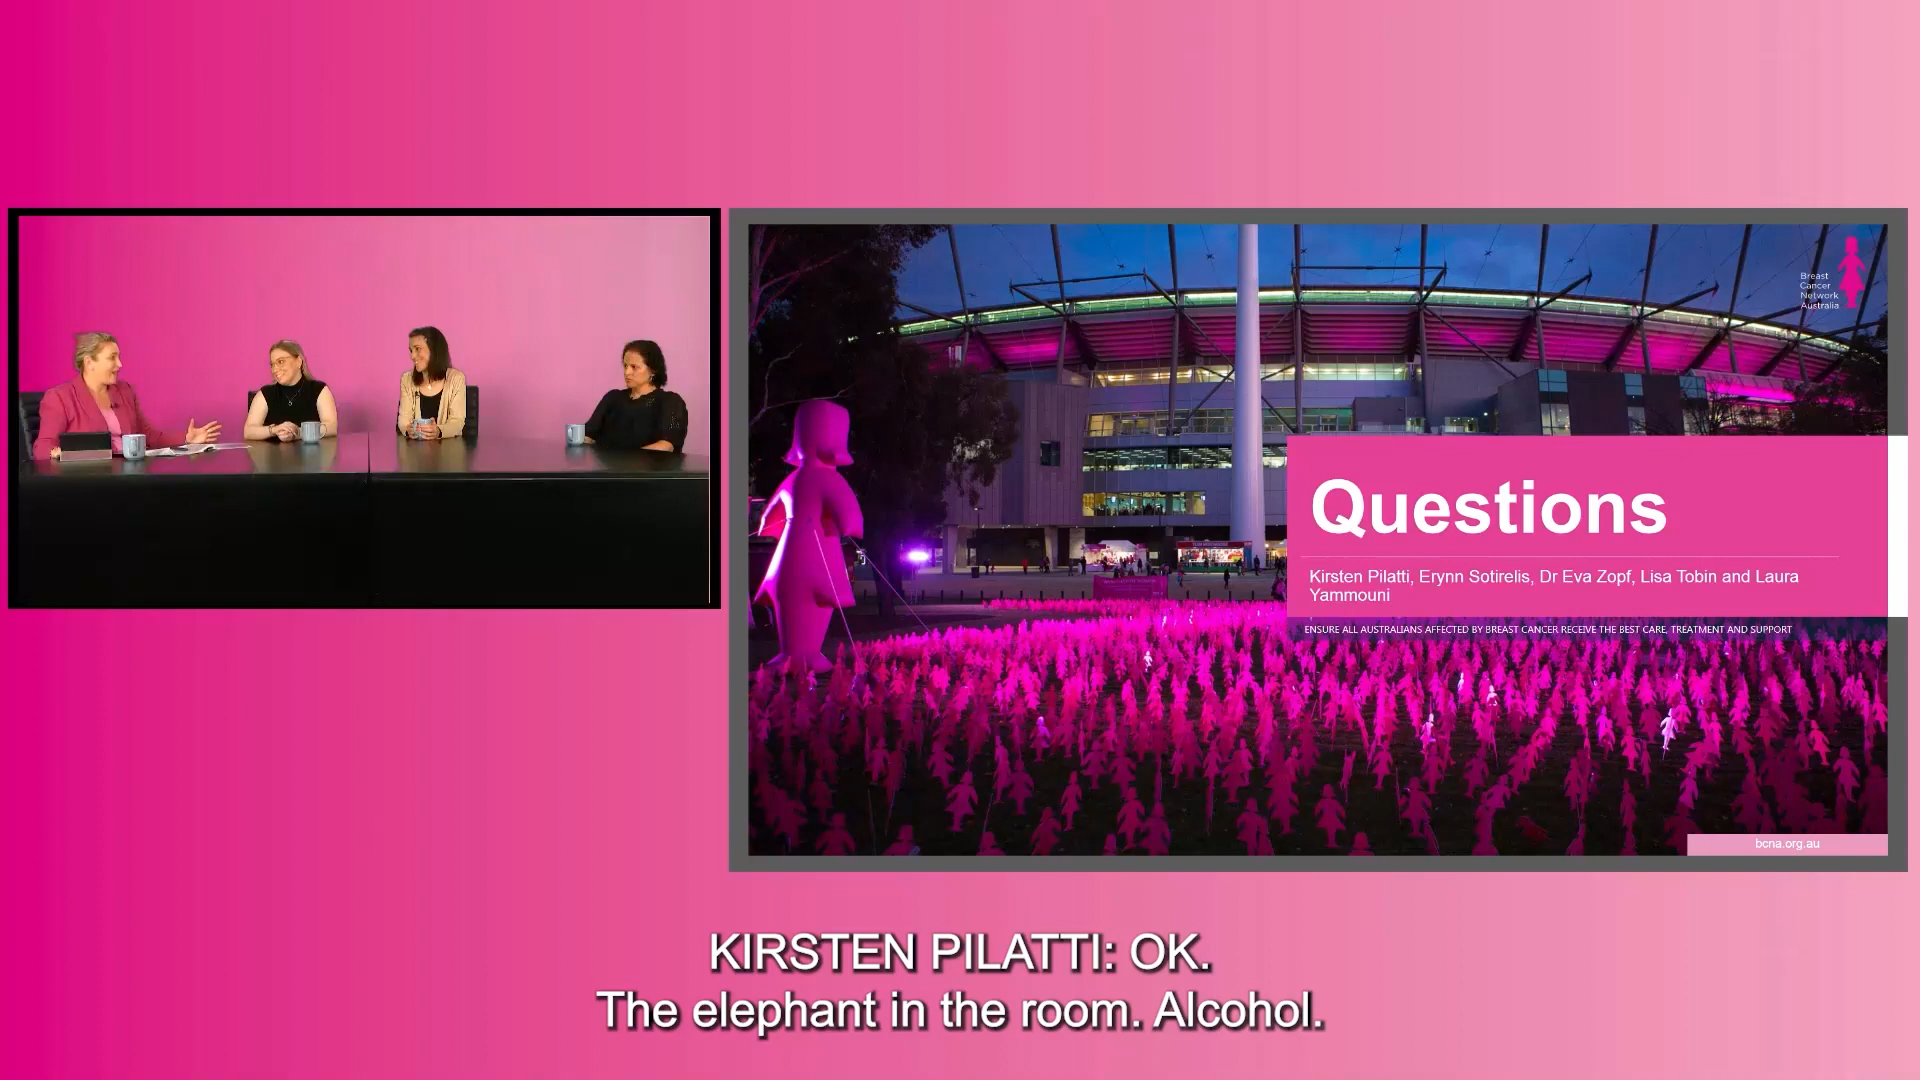 Breast
Cancer
Network
Australia
Questions
Kirsten Pilatti, Erynn Sotirelis, Dr Eva Zopf, Lisa Tobin and Laura
Yammouni
ENSURE ALL AUSTRALIANS AFFECTED BY BREAST CANCER RECEIVE THE BEST CARE, TREATMENT AND SUPPORT
bcna.org.au
KIRSTEN PILATTI: OK.
The elephant in the room. Alcohol.